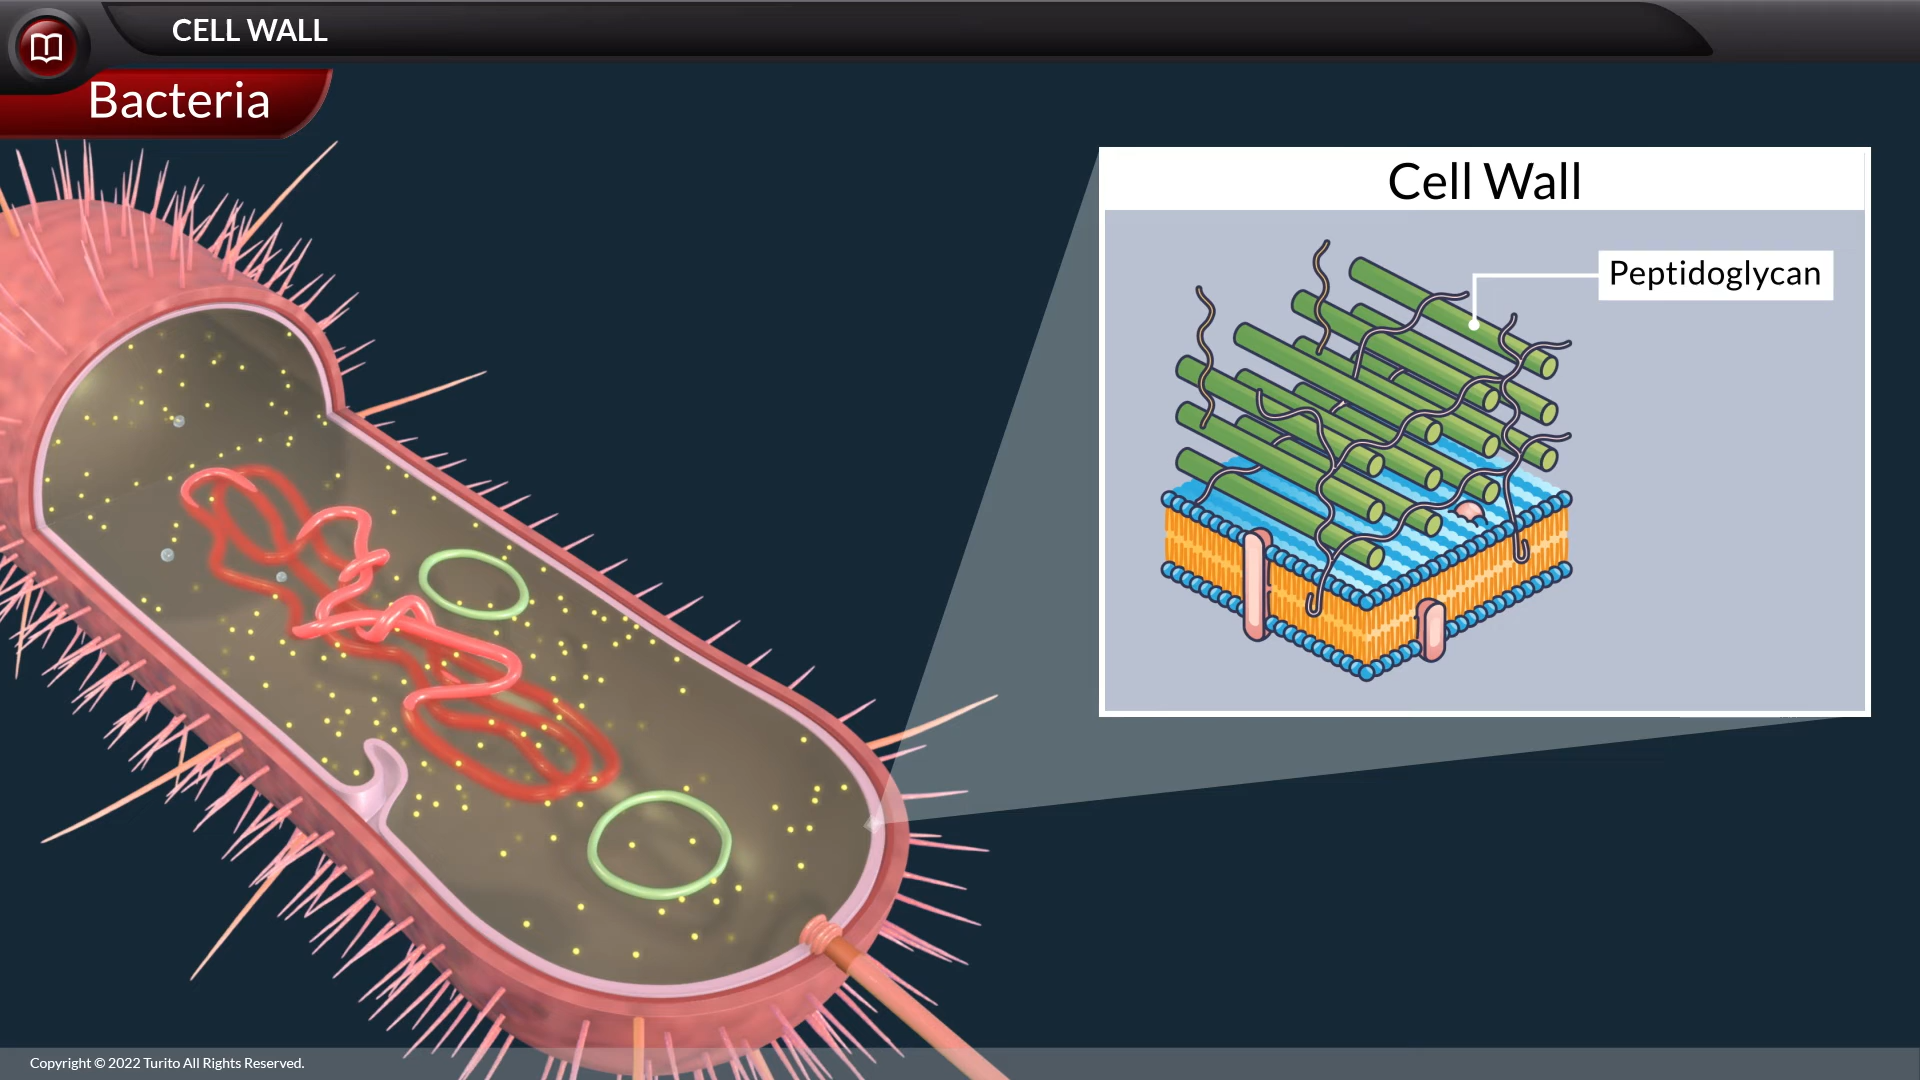 CELL WALL
Bacteria
Cell Wall
Peptidoglycan
Copyright © 2022 Turito All Rights Reserved.